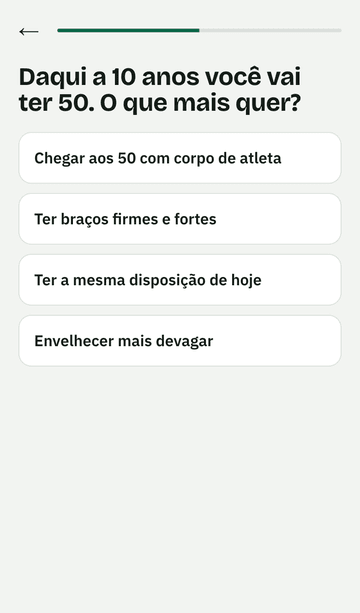 Daqui a 10 anos você vai
ter 50. O que mais quer?
Chegar aos 50 com corpo de atleta
Ter braços firmes e fortes
Ter a mesma disposição de hoje
Envelhecer mais devagar